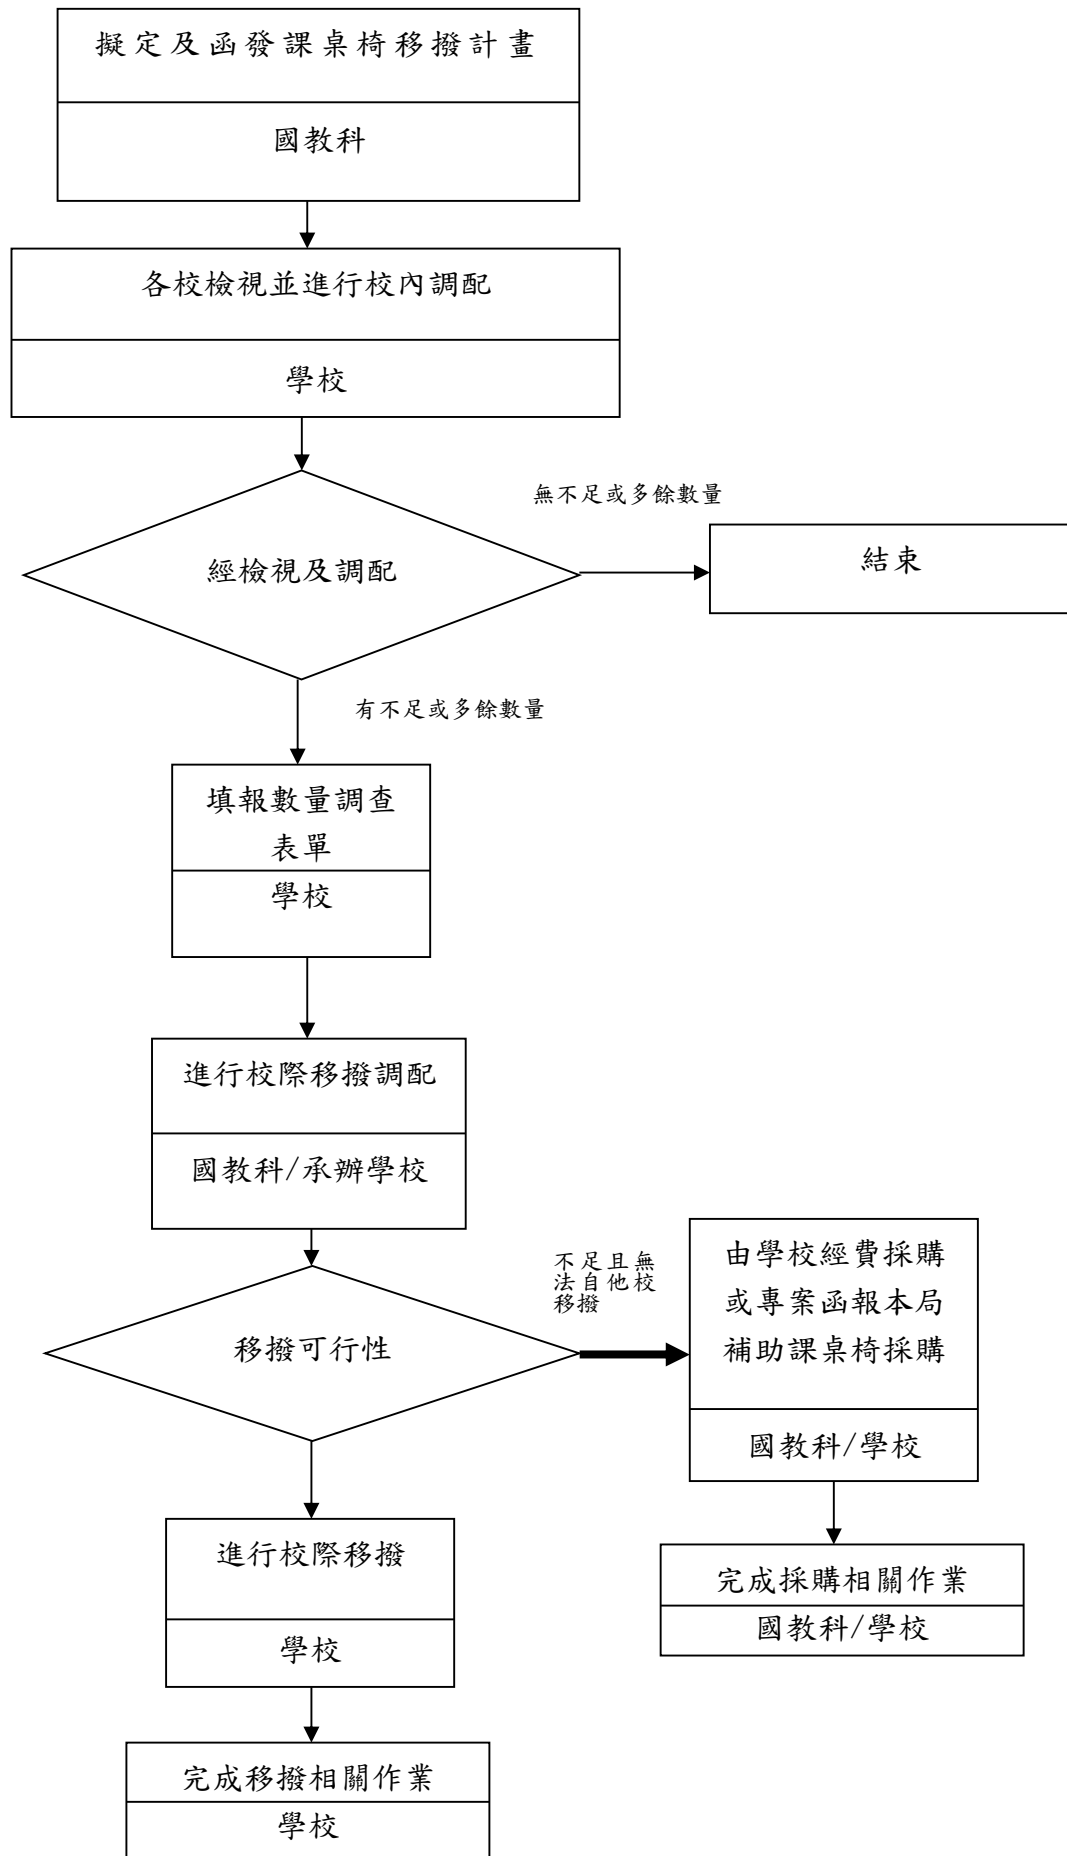 擬定及函發課桌椅移撥計畫
國教科
各校檢視並進行校內調配
學校
無不足或多餘數量
經檢視及調配
結束
有不足或多餘數量
填報數量調查
表單
學校
進行校際移撥調配
國教科/承辦學校
不足且無
法自他校
移撥
移撥可行性
由學校經費採購
或專案函報本局
補助課桌椅採購
國教科/學校
進行校際移撥
學校
完成採購相關作業
國教科/學校
完成移撥相關作業
學校